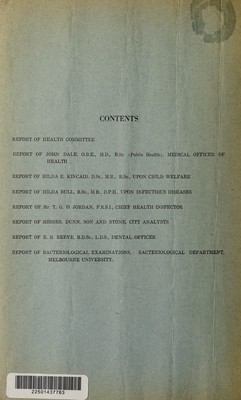 CONTENTS
REPORT OF HEALTH COMMITTEE
REPORT OF JOHN DALE, O.B.E., M.D., B.Sc. (Public Health), MEDICAL OFFICER OF
HEALTH
REPORT OF HILDA E. KINCAID, D.Sc., M.B., B.Sc., UPON CHILD WELFARE
REPORT OF HILDA BULL, B.Sc., M.B., D.P.H., UPON INFECTIOUS DISEASES
REPORT OF Mr. T. G. O JORDAN, F.R.S.I., CHIEF HEALTH INSPECTOR
REPORT OF MESSRS. DUNN, SON AND STONE, CITY ANALYSTS
REPORT OF E. H REEVE, B.D.Sc., L.D.S., DENTAL OFFICER
REPORT OF BACTERIOLOGICAL EXAMINATIONS. BACTERIOLOGICAL DEPARTMENT,
MELBOURNE UNIVERSITY.
22501437763